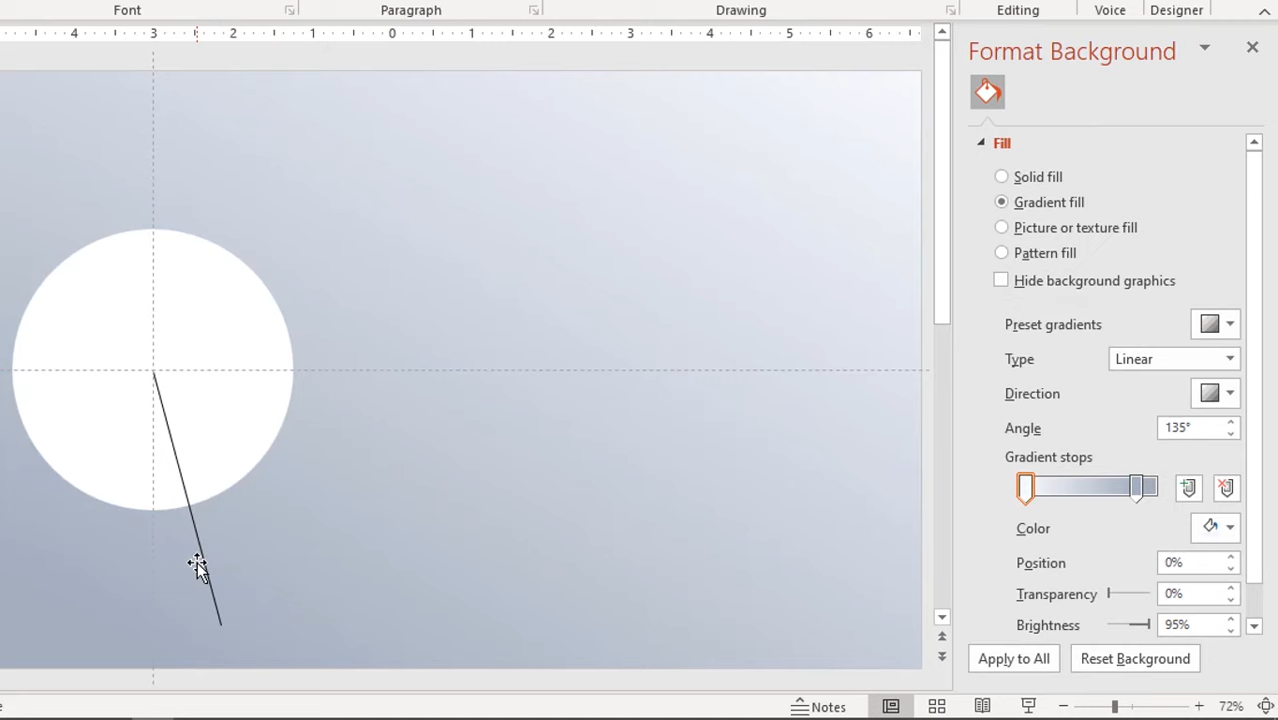 Font Paragraph Drawing Editing Voice Designer
4 3 2 1 0 1 2 3 4 5 6
Format Background
Fill
Solid fill
Gradient fill
Picture or texture fill
Pattern fill
Hide background graphics
Preset gradients
Type Linear
Direction
Angle 135°
Gradient stops
Color
Position 0%
Transparency 0%
Brightness 95%
Apply to All Reset Background
Notes 72%